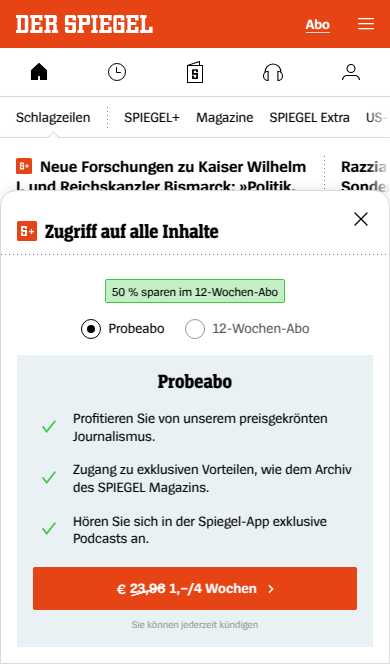 DER SPIEGEL
Abo
Schlagzeilen
SPIEGEL+
Magazine
SPIEGEL Extra
US-
S+ Neue Forschungen zu Kaiser Wilhelm
I. und Reichskanzler Bismarck: »Politik,
Razzia
Sonde
S+ Zugriff auf alle Inhalte
50 % sparen im 12-Wochen-Abo
Probeabo
12-Wochen-Abo
Probeabo
Profitieren Sie von unserem preisgekrönten
Journalismus.
Zugang zu exklusiven Vorteilen, wie dem Archiv
des SPIEGEL Magazins.
Hören Sie sich in der Spiegel-App exklusive
Podcasts an.
€ 23,96 1,–/4 Wochen
Sie können jederzeit kündigen